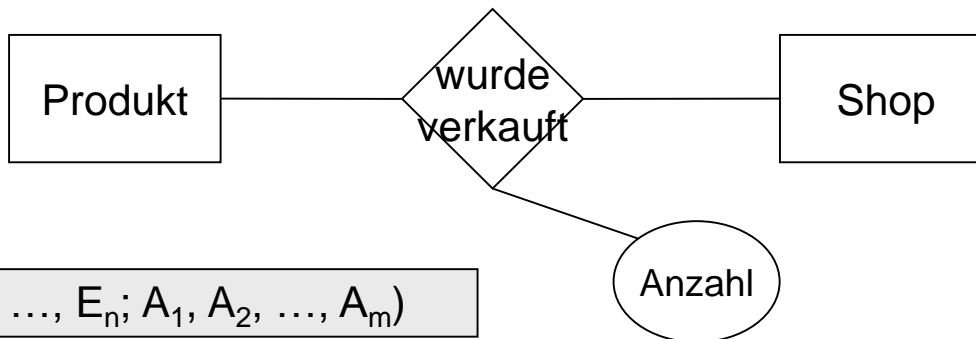 Produkt
wurde
verkauft
Shop
Anzahl
…, Eₙ; A₁, A₂, …, Aₘ)